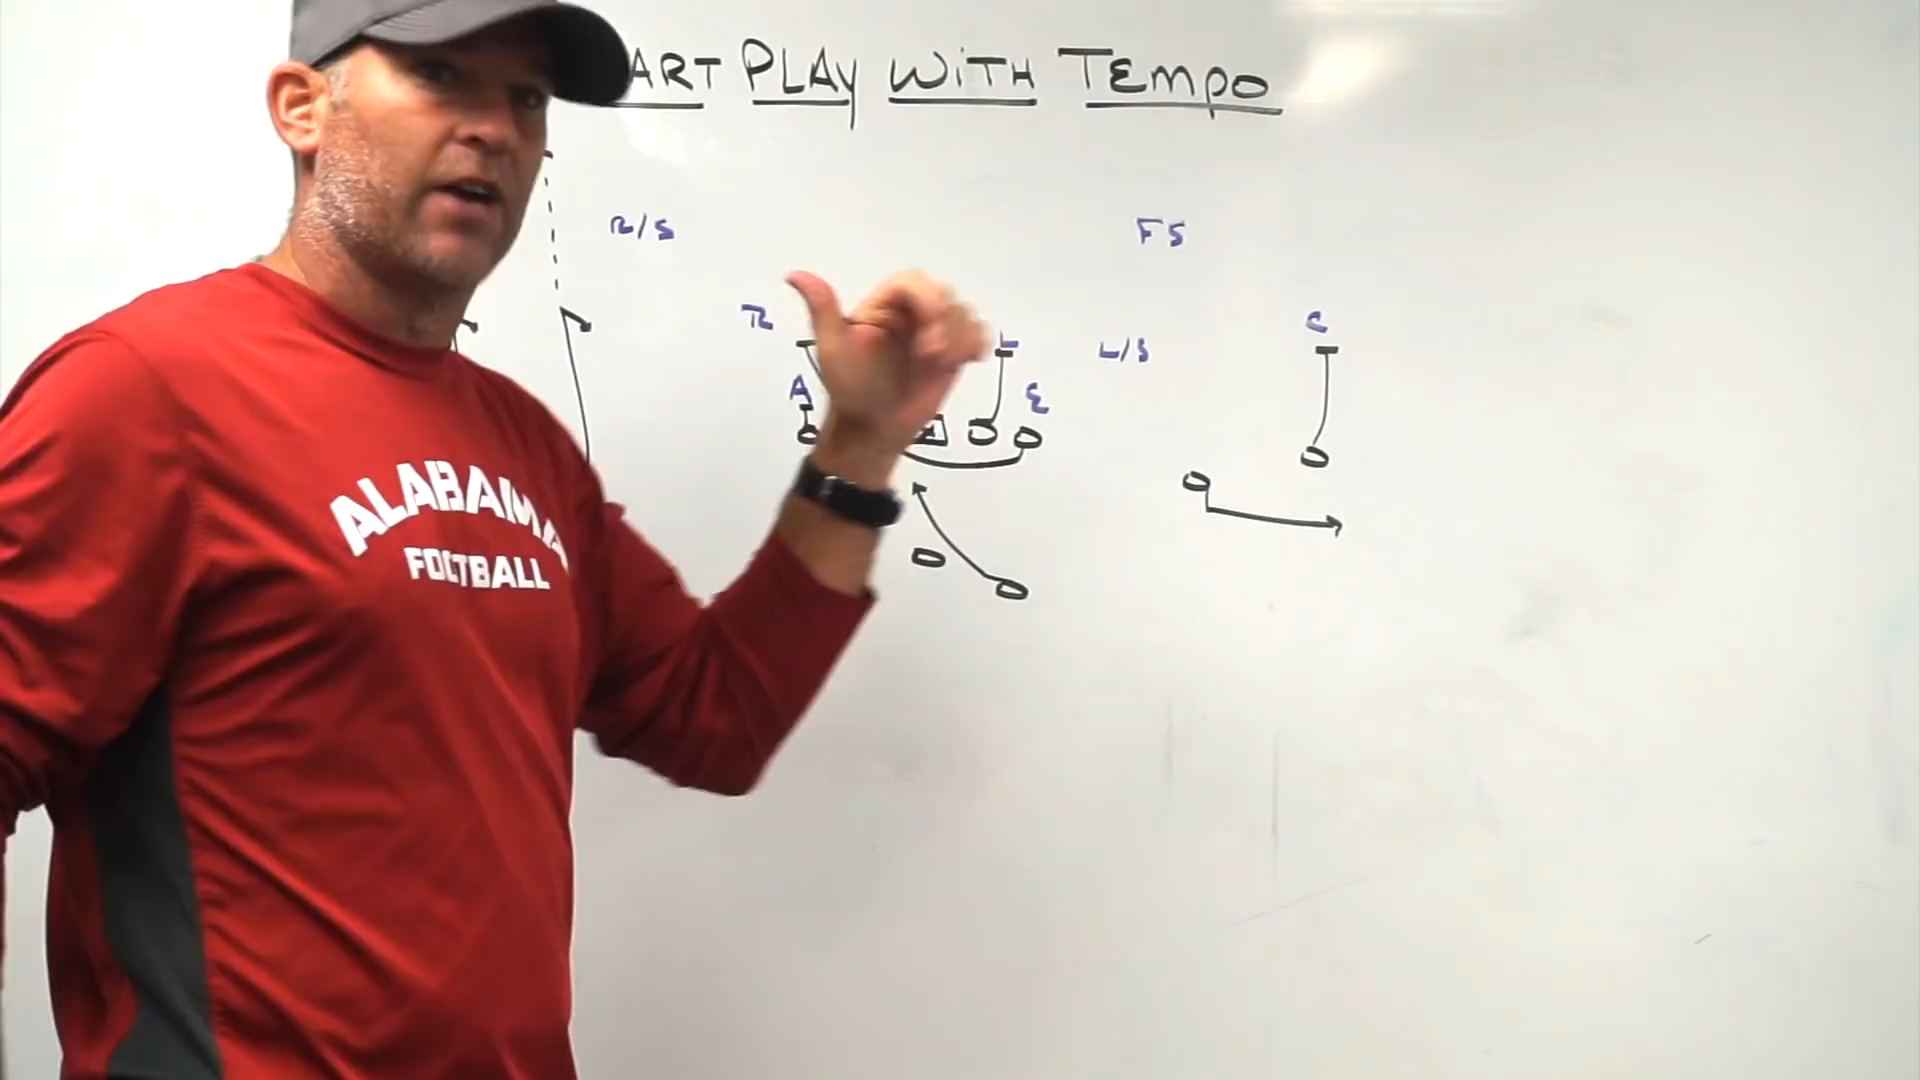 ART PLAY WITH TEMPO
R/S
FS
R
L
L/S
C
A
E
ALABAMA
FOOTBALL